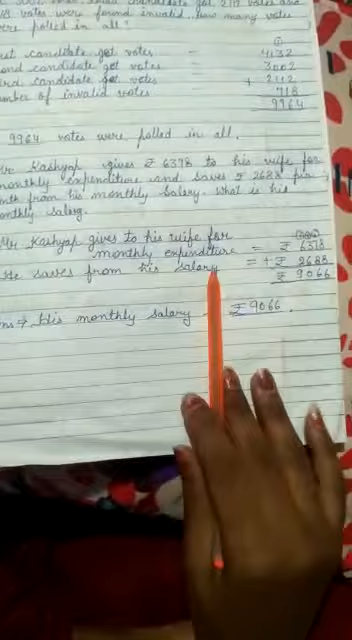 votes were found invalid. how many votes
were polled in all?
candidate got votes - 4132
candidate got votes 3002
candidate got votes + 2112
number of invalid votes 718
9964
9964 votes were polled in all.
Mr Kashyap gives ₹ 6378 to his wife for
monthly expenditure and saves ₹ 2688 per
month from his monthly salary. What is his
monthly salary.
Mr Kashyap gives to his wife for
monthly expenditure = ₹ 6378
He saves from his salary = + ₹ 2688
₹ 9066
Ans → His monthly salary ₹ 9066.